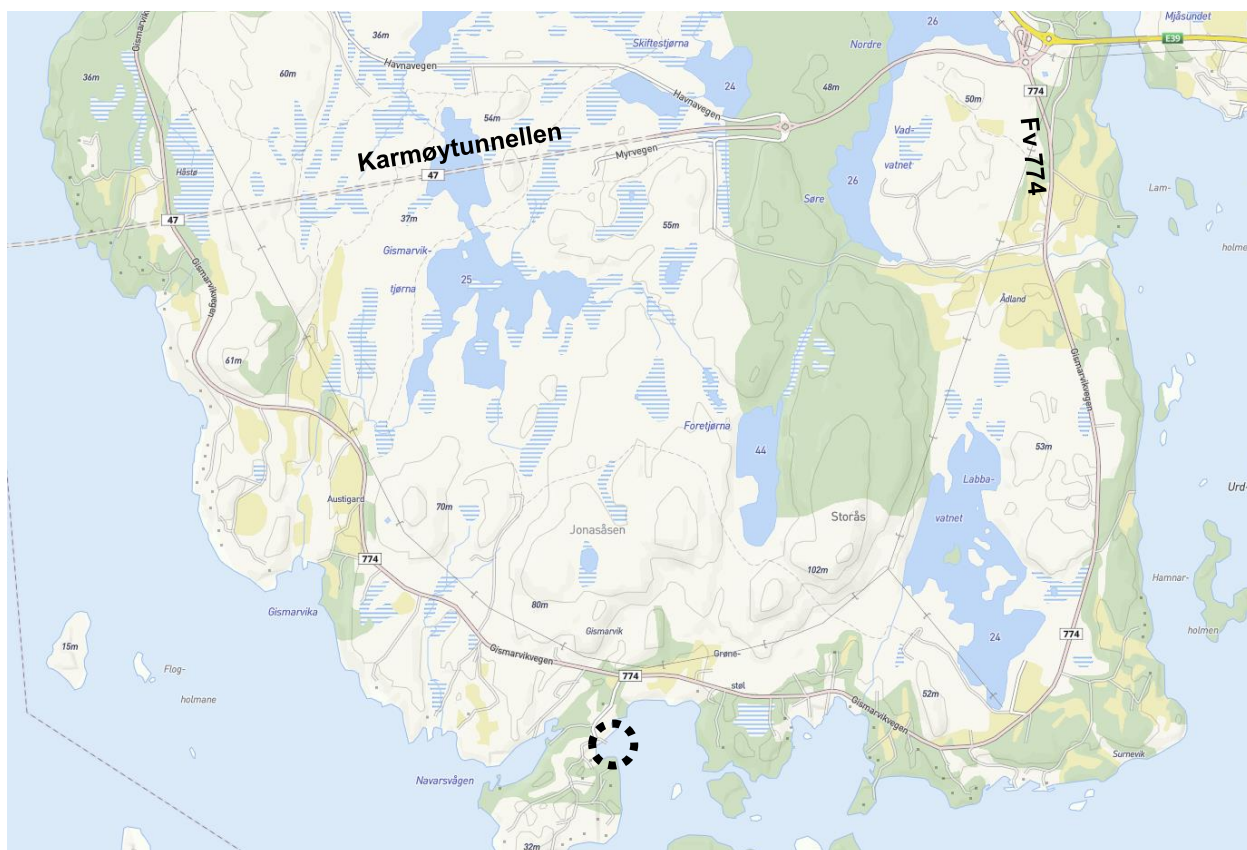 Gismarvik
36m
Havnavegen
Skiftestjørna
26
Nordre
Mjåsundet
E39
36m
60m
54m
Havnavegen
24
48m
50m
774
Karmøytunnellen
Fv 774
Myrvegen
Vad-
vatnet
Håstø
47
26
Lam-
47
37m
Søre
55m
holme
Gismarvik-
Gismarvikvegen
25
tjørna
Ådland
61m
Gismarvikvegen
Foretjørna
44
53m
Labba-
Austigard
70m
Jonasåsen
Storås
vatnet
Urd-
774
102m
Hamnar-
Gismarvika
80m
Gismarvik
24
774
holmen
15m
Gismarvikvegen
Grøne-
Flog-
774
støl
holmane
52m
Gismarvikvegen
Surnevik
Navarsvågen
32m